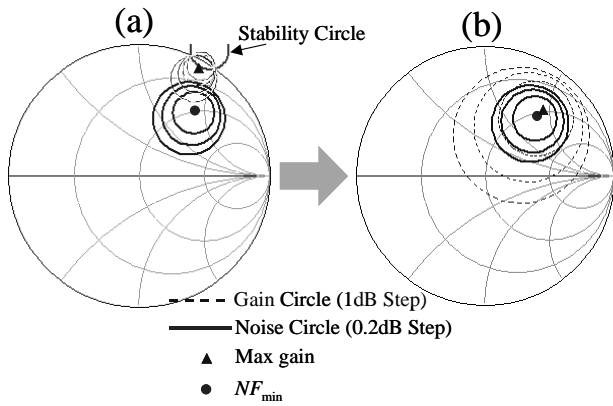 (a)
Stability Circle
(b)
Gain Circle (1dB Step)
Noise Circle (0.2dB Step)
Max gain
NFmin